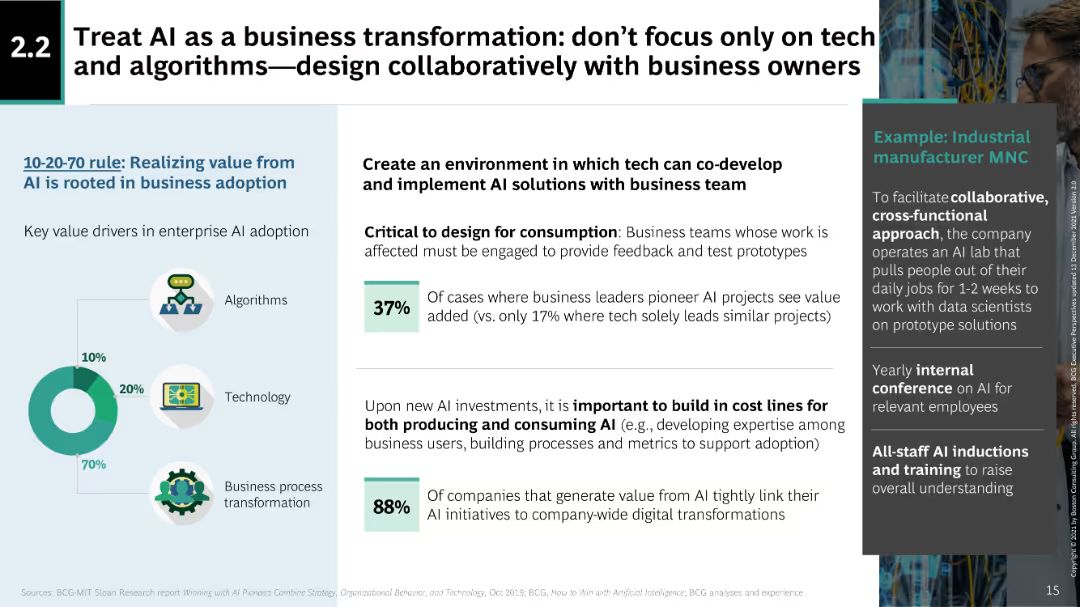 2.2
Treat AI as a business transformation: don't focus only on tech
and algorithms—design collaboratively with business owners
10-20-70 rule: Realizing value from
AI is rooted in business adoption
Key value drivers in enterprise AI adoption
Algorithms
10%
20%
Technology
70%
Business process
transformation
Create an environment in which tech can co-develop
and implement AI solutions with business team
Critical to design for consumption: Business teams whose work is
affected must be engaged to provide feedback and test prototypes
37%
Of cases where business leaders pioneer AI projects see value
added (vs. only 17% where tech solely leads similar projects)
Upon new AI investments, it is important to build in cost lines for
both producing and consuming AI (e.g., developing expertise among
business users, building processes and metrics to support adoption)
88%
Of companies that generate value from AI tightly link their
AI initiatives to company-wide digital transformations
Example: Industrial
manufacturer MNC
To facilitate collaborative,
cross-functional
approach, the company
operates an AI lab that
pulls people out of their
daily jobs for 1-2 weeks to
work with data scientists
on prototype solutions
Yearly internal
conference on AI for
relevant employees
All-staff AI inductions
and training to raise
overall understanding
Sources: BCG-MIT Sloan Research report Winning with AI Pioneers Combine Strategy, Organizational Behavior, and Technology, Oct 2019; BCG, How to Win with Artificial Intelligence; BCG analyses and experience
15
Copyright © 2021 by Boston Consulting Group. All rights reserved. BCG Executive Perspectives updated 13 December 2021 Version 2.0